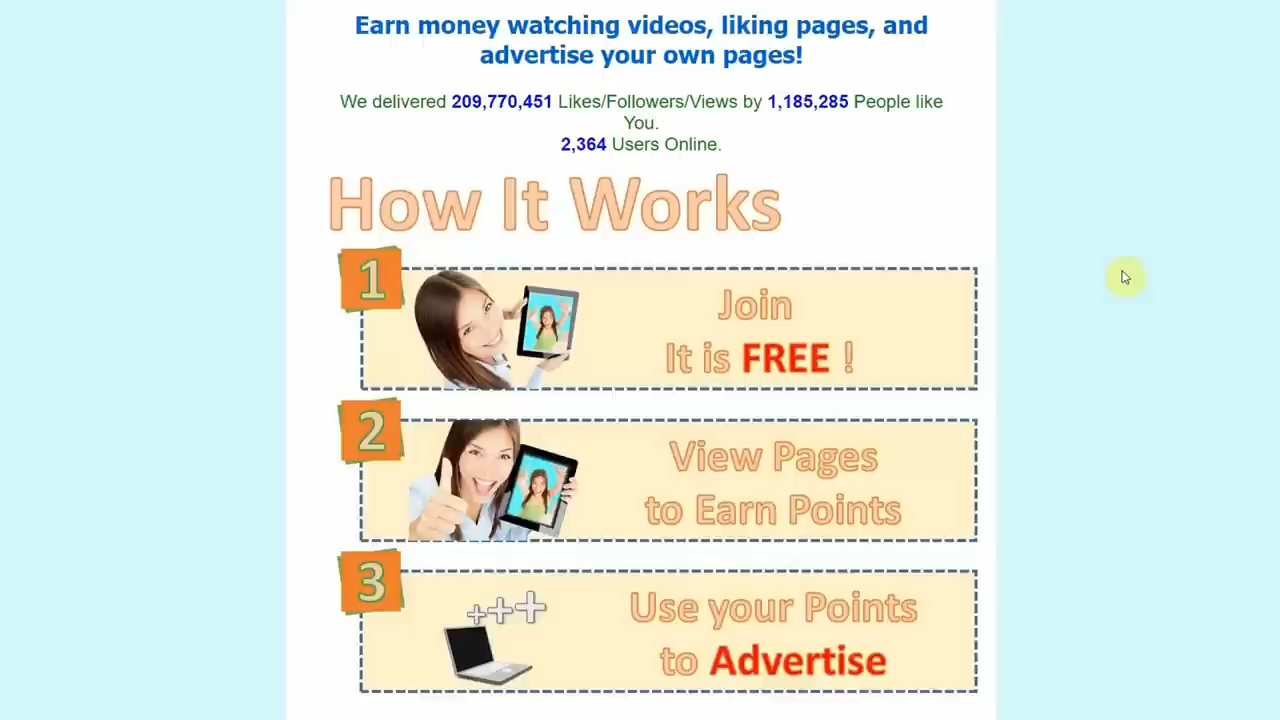 Earn money watching videos, liking pages, and
advertise your own pages!
We delivered 209,770,451 Likes/Followers/Views by 1,185,285 People like
You.
2,364 Users Online.
How It Works
1
Join
It is FREE !
2
View Pages
to Earn Points
3
+++
Use your Points
to Advertise